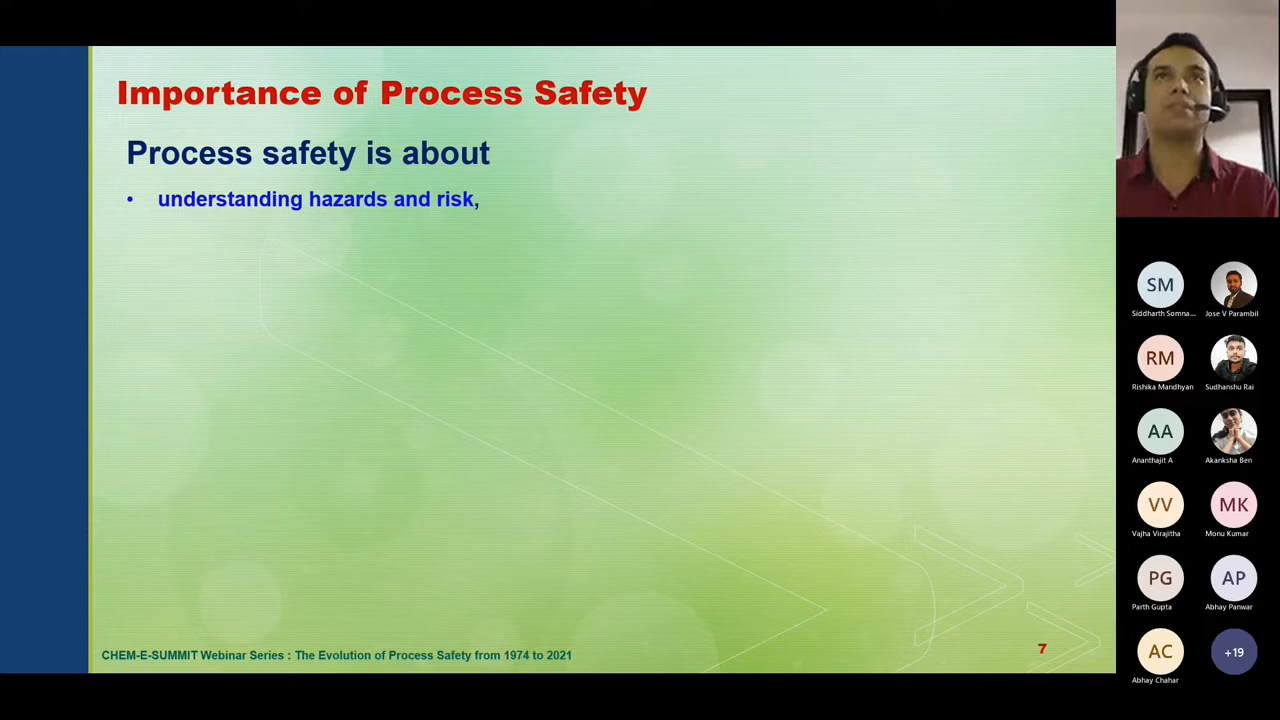 Importance of Process Safety
Process safety is about
• understanding hazards and risk,
CHEM-E-SUMMIT Webinar Series : The Evolution of Process Safety from 1974 to 2021
7
SM
Siddharth Somna...
Jose V Parambil
RM
Rishika Mandhyan
Sudhanshu Rai
AA
Ananthajit A
Akanksha Ben
VV
Vajha Virajitha
MK
Monu Kumar
PG
Parth Gupta
AP
Abhay Panwar
AC
Abhay Chahar
+19